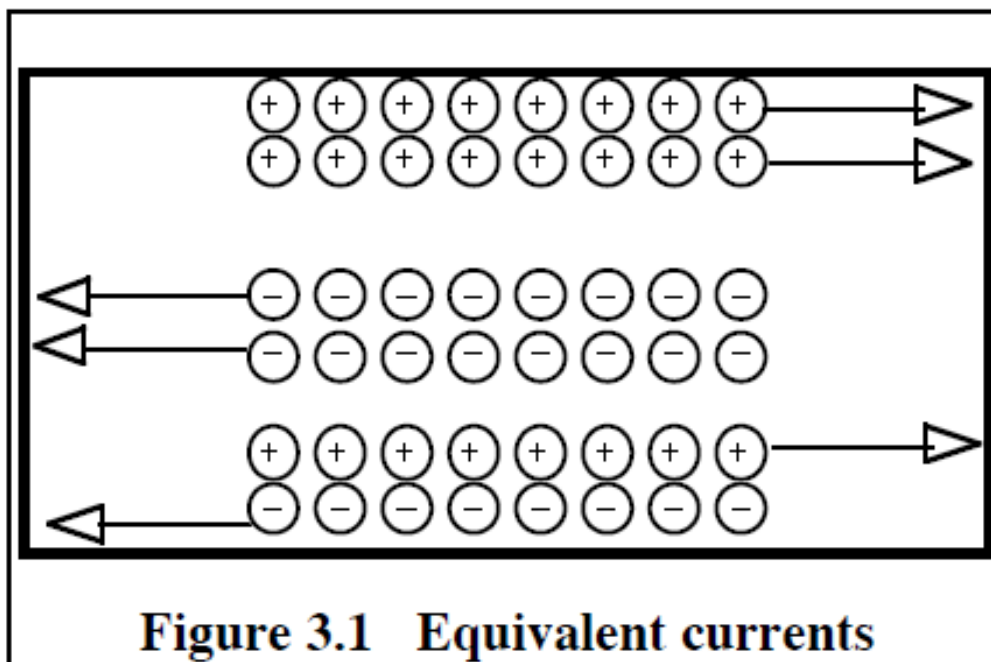 + + + + + + + +
+ + + + + + + +
− − − − − − − −
− − − − − − − −
+ + + + + + + +
− − − − − − − −
Figure 3.1 Equivalent currents